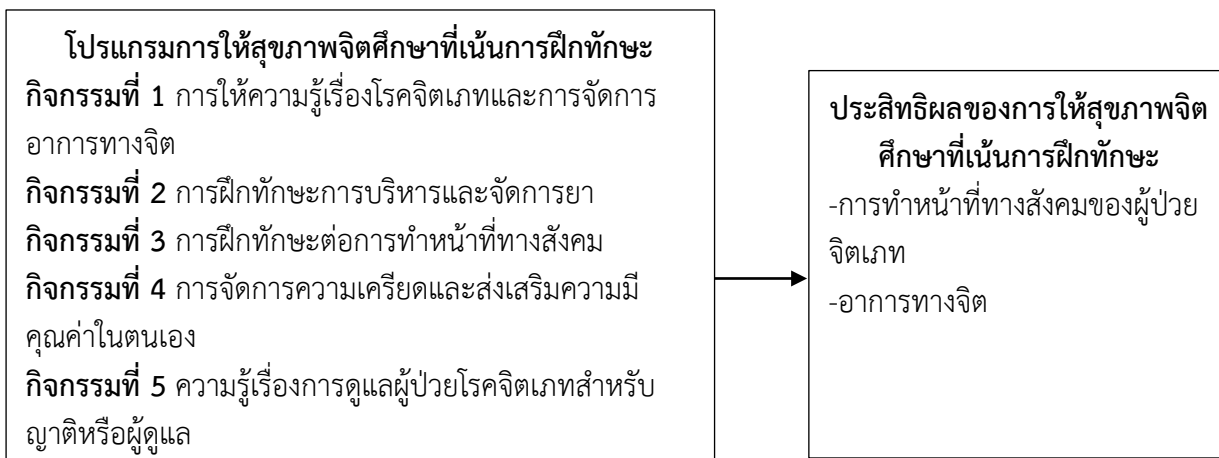 โปรแกรมการให้สุขภาพจิตศึกษาที่เน้นการฝึกทักษะ
กิจกรรมที่ 1 การให้ความรู้เรื่องโรคจิตเภทและการจัดการ
อาการทางจิต
กิจกรรมที่ 2 การฝึกทักษะการบริหารและจัดการยา
กิจกรรมที่ 3 การฝึกทักษะต่อการทำหน้าที่ทางสังคม
กิจกรรมที่ 4 การจัดการความเครียดและส่งเสริมความมี
คุณค่าในตนเอง
กิจกรรมที่ 5 ความรู้เรื่องการดูแลผู้ป่วยโรคจิตเภทสำหรับ
ญาติหรือผู้ดูแล
ประสิทธิผลของการให้สุขภาพจิต
ศึกษาที่เน้นการฝึกทักษะ
-การทำหน้าที่ทางสังคมของผู้ป่วย
จิตเภท
-อาการทางจิต